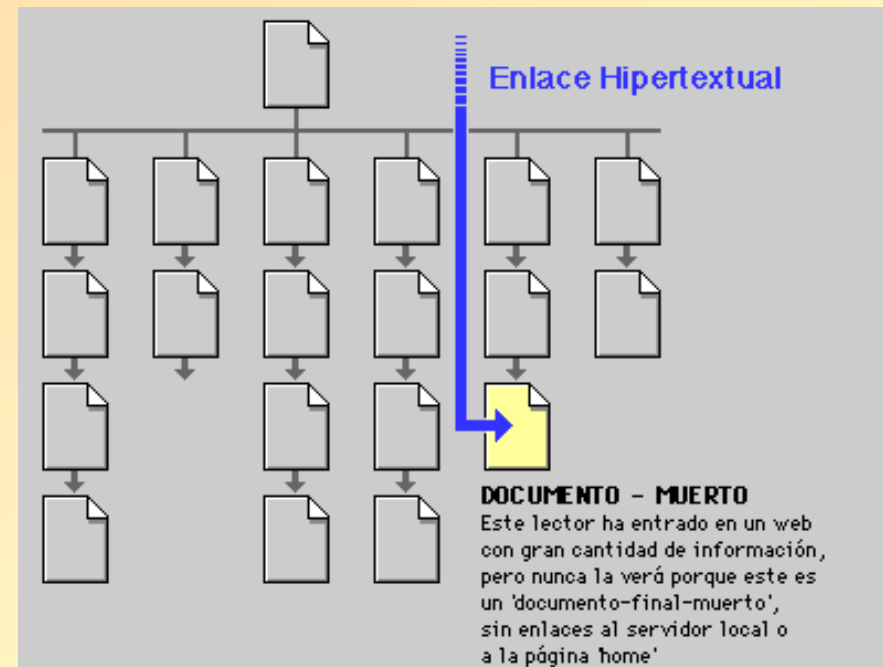 Enlace Hipertextual
DOCUMENTO - MUERTO
Este lector ha entrado en un web
con gran cantidad de información,
pero nunca la verá porque este es
un 'documento-final-muerto',
sin enlaces al servidor local o
a la página 'home'